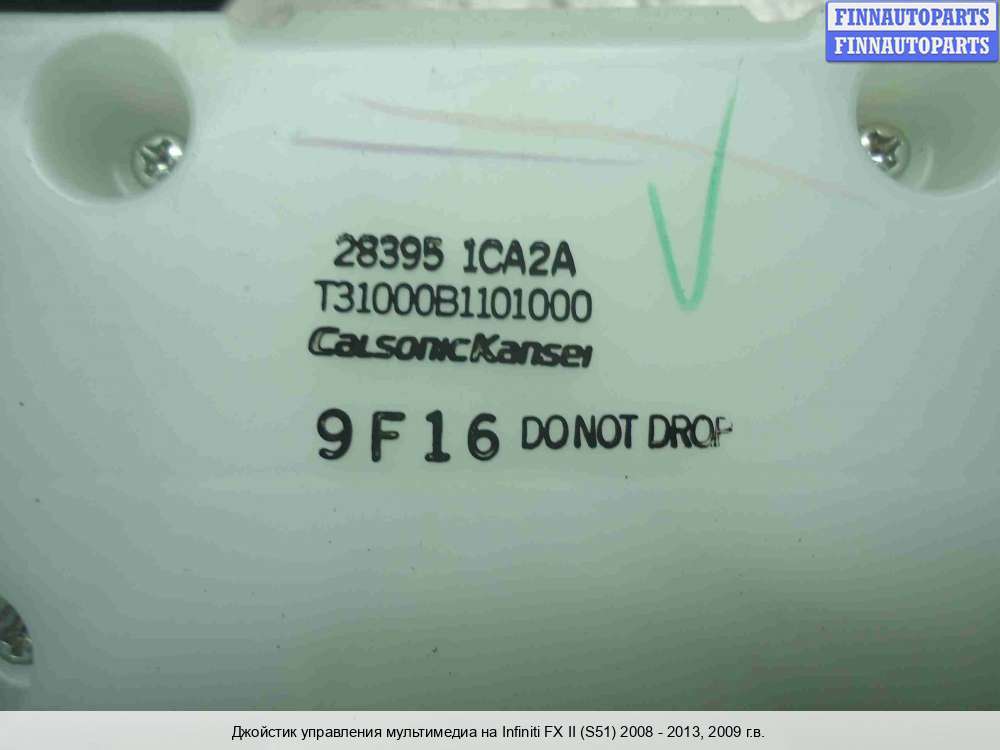 FINNAUTOPARTS
FINNAUTOPARTS
28395 1CA2A
T31000B1101000
CalsonicKansei
9F16 DO NOT DROP
Джойстик управления мультимедиа на Infiniti FX II (S51) 2008 - 2013, 2009 г.в.